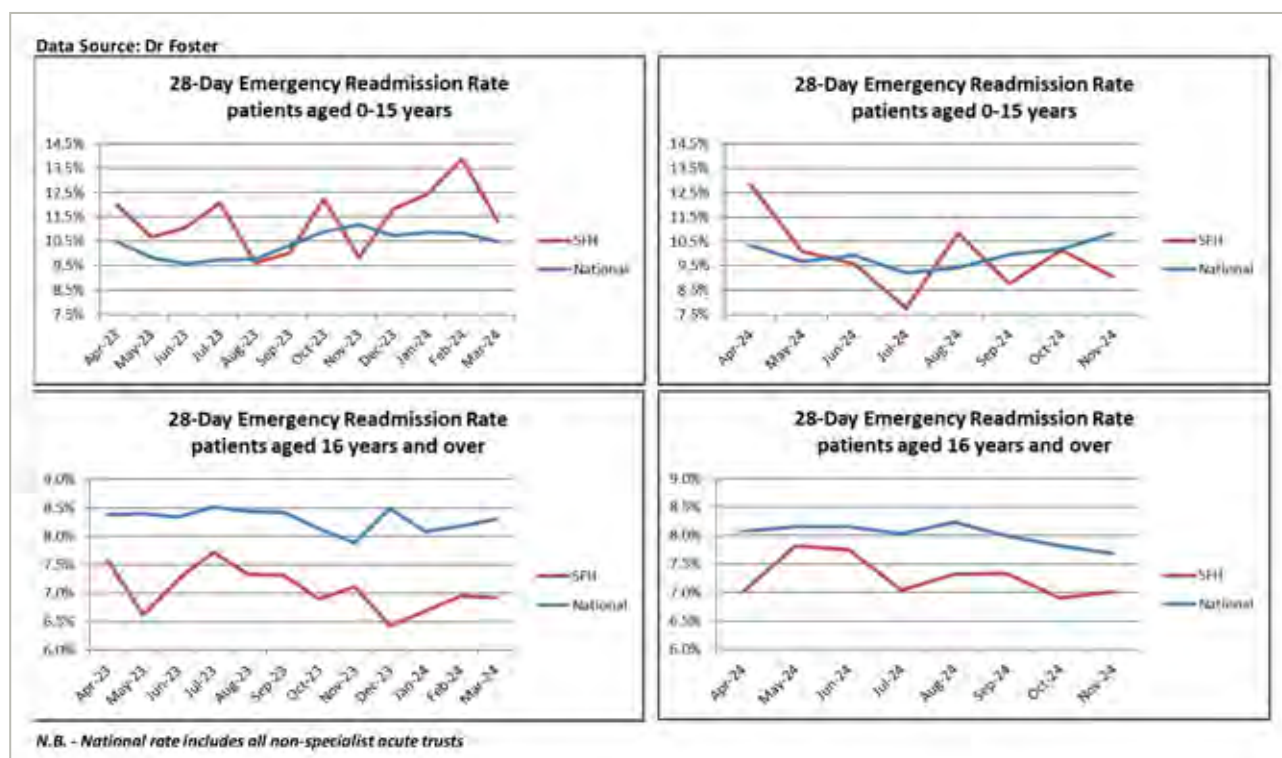 Data Source: Dr Foster
28-Day Emergency Readmission Rate
patients aged 0-15 years
14.5%
13.5%
12.5%
11.5%
10.5%
9.5%
8.5%
7.5%
SFH
National
Apr-23
May-23
Jun-23
Jul-23
Aug-23
Sep-23
Oct-23
Nov-23
Dec-23
Jan-24
Feb-24
Mar-24
28-Day Emergency Readmission Rate
patients aged 0-15 years
14.5%
13.5%
12.5%
11.5%
10.5%
9.5%
8.5%
7.5%
SFH
National
Apr-24
May-24
Jun-24
Jul-24
Aug-24
Sep-24
Oct-24
Nov-24
28-Day Emergency Readmission Rate
patients aged 16 years and over
9.0%
8.5%
8.0%
7.5%
7.0%
6.5%
6.0%
SFH
National
Apr-23
May-23
Jun-23
Jul-23
Aug-23
Sep-23
Oct-23
Nov-23
Dec-23
Jan-24
Feb-24
Mar-24
28-Day Emergency Readmission Rate
patients aged 16 years and over
9.0%
8.5%
8.0%
7.5%
7.0%
6.5%
6.0%
SFH
National
Apr-24
May-24
Jun-24
Jul-24
Aug-24
Sep-24
Oct-24
Nov-24
N.B. - National rate includes all non-specialist acute trusts